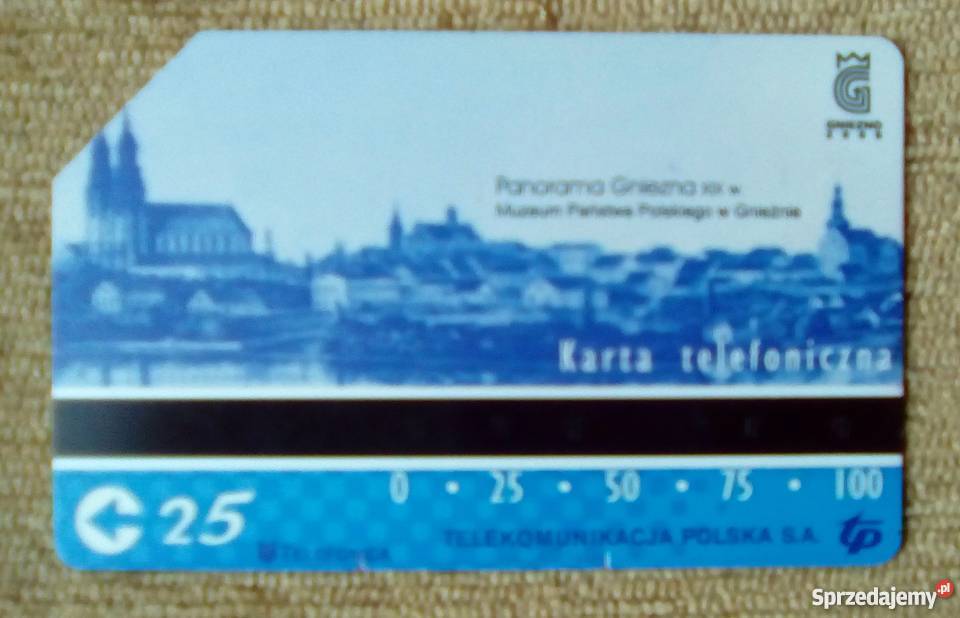 GNIEZNO
2000
Panorama Gniezna XIX w.
Muzeum Państwa Polskiego w Gnieźnie
Karta telefoniczna
0 • 25 • 50 • 75 • 100
25
TELEKOMUNIKACJA POLSKA S.A. tp
Sprzedajemy.pl